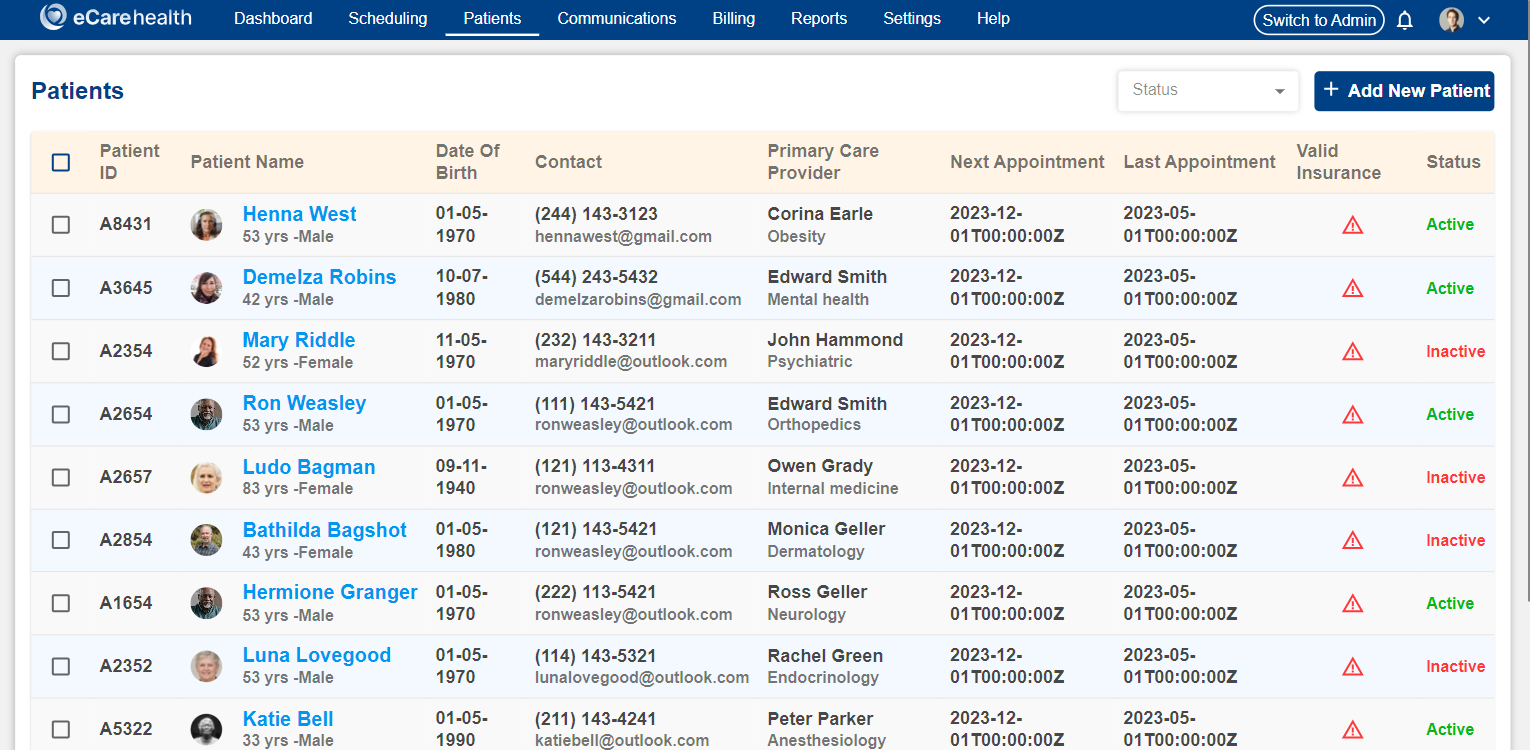 eCarehealth Dashboard Scheduling Patients Communications Billing Reports Settings Help Switch to Admin
Patients Status + Add New Patient
Patient ID Patient Name Date Of Birth Contact Primary Care Provider Next Appointment Last Appointment Valid Insurance Status
A8431 Henna West 01-05- (244) 143-3123 Corina Earle 2023-12- 2023-05- Active
53 yrs -Male 1970 hennawest@gmail.com Obesity 01T00:00:00Z 01T00:00:00Z
A3645 Demelza Robins 10-07- (544) 243-5432 Edward Smith 2023-12- 2023-05- Active
42 yrs -Male 1980 demelzarobins@gmail.com Mental health 01T00:00:00Z 01T00:00:00Z
A2354 Mary Riddle 11-05- (232) 143-3211 John Hammond 2023-12- 2023-05- Inactive
52 yrs -Female 1970 maryriddle@outlook.com Psychiatric 01T00:00:00Z 01T00:00:00Z
A2654 Ron Weasley 01-05- (111) 143-5421 Edward Smith 2023-12- 2023-05- Active
53 yrs -Male 1970 ronweasley@outlook.com Orthopedics 01T00:00:00Z 01T00:00:00Z
A2657 Ludo Bagman 09-11- (121) 113-4311 Owen Grady 2023-12- 2023-05- Inactive
83 yrs -Female 1940 ronweasley@outlook.com Internal medicine 01T00:00:00Z 01T00:00:00Z
A2854 Bathilda Bagshot 01-05- (121) 143-5421 Monica Geller 2023-12- 2023-05- Inactive
43 yrs -Female 1980 ronweasley@outlook.com Dermatology 01T00:00:00Z 01T00:00:00Z
A1654 Hermione Granger 01-05- (222) 113-5421 Ross Geller 2023-12- 2023-05- Active
53 yrs -Male 1970 ronweasley@outlook.com Neurology 01T00:00:00Z 01T00:00:00Z
A2352 Luna Lovegood 01-05- (114) 143-5321 Rachel Green 2023-12- 2023-05- Inactive
53 yrs -Male 1970 lunalovegood@outlook.com Endocrinology 01T00:00:00Z 01T00:00:00Z
A5322 Katie Bell 01-05- (211) 143-4241 Peter Parker 2023-12- 2023-05- Active
33 yrs -Male 1990 katiebell@outlook.com Anesthesiology 01T00:00:00Z 01T00:00:00Z